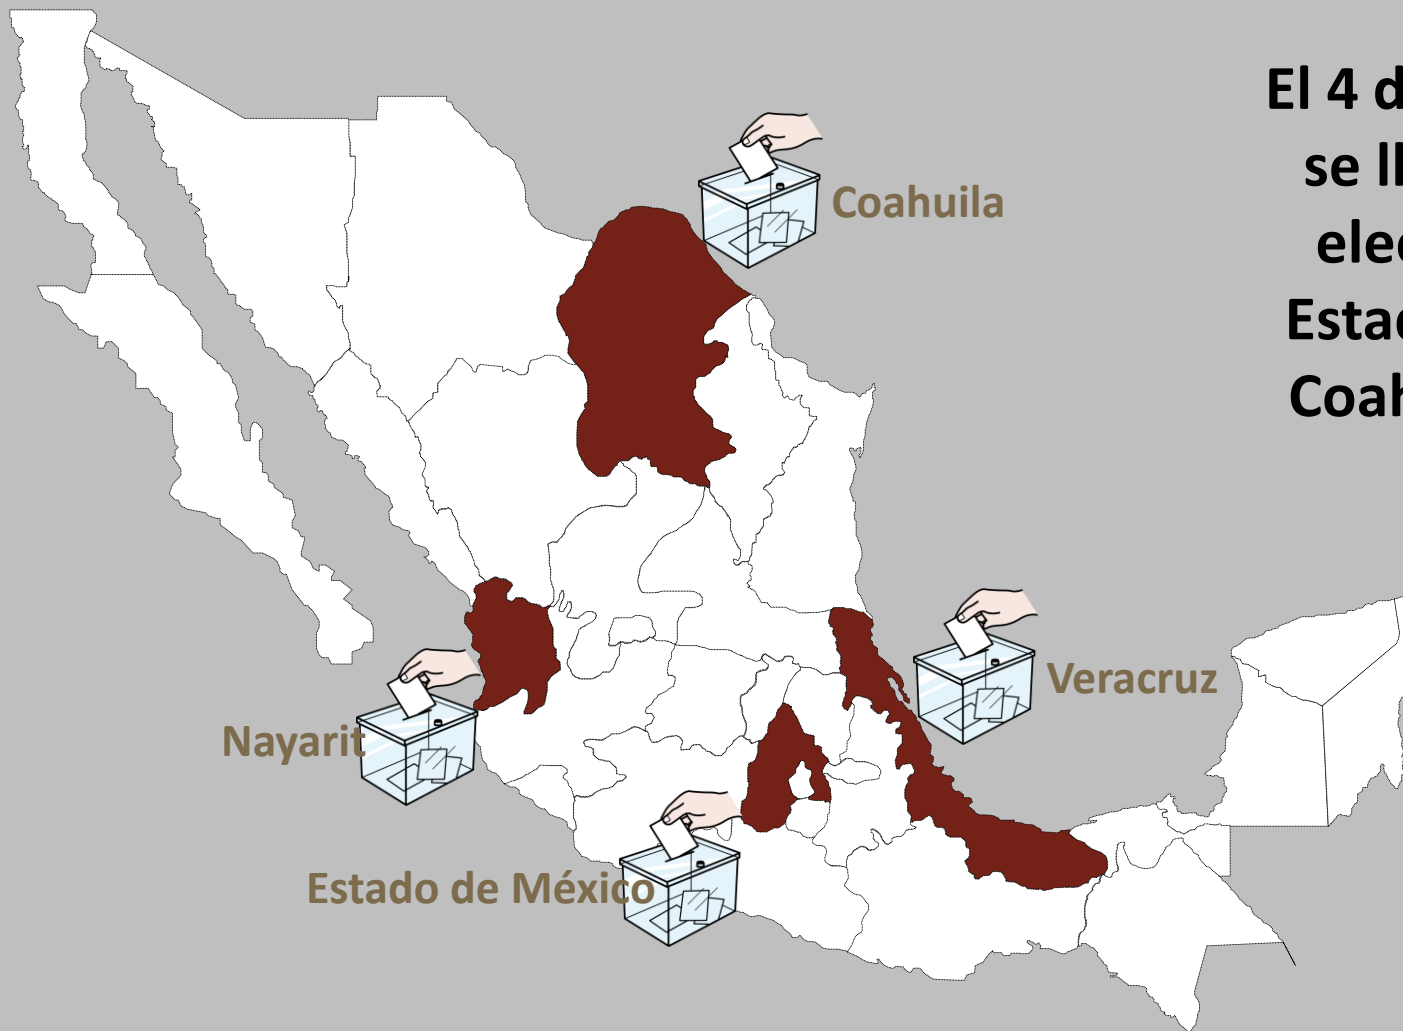 El 4 d
se ll
elec
Estad
Coah
Coahuila
Veracruz
Nayarit
Estado de México